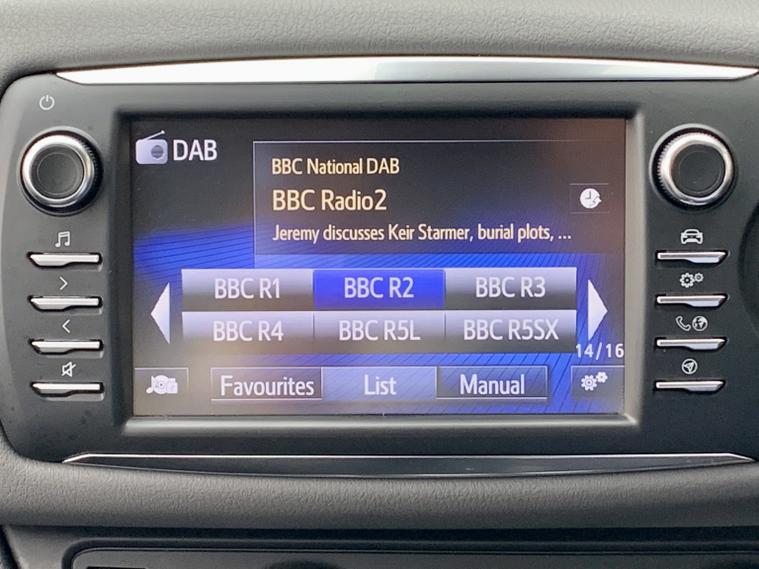 DAB
BBC National DAB
BBC Radio2
Jeremy discusses Keir Starmer, burial plots, ...
BBC R1 BBC R2 BBC R3
BBC R4 BBC R5L BBC R5SX
14/16
Favourites List Manual